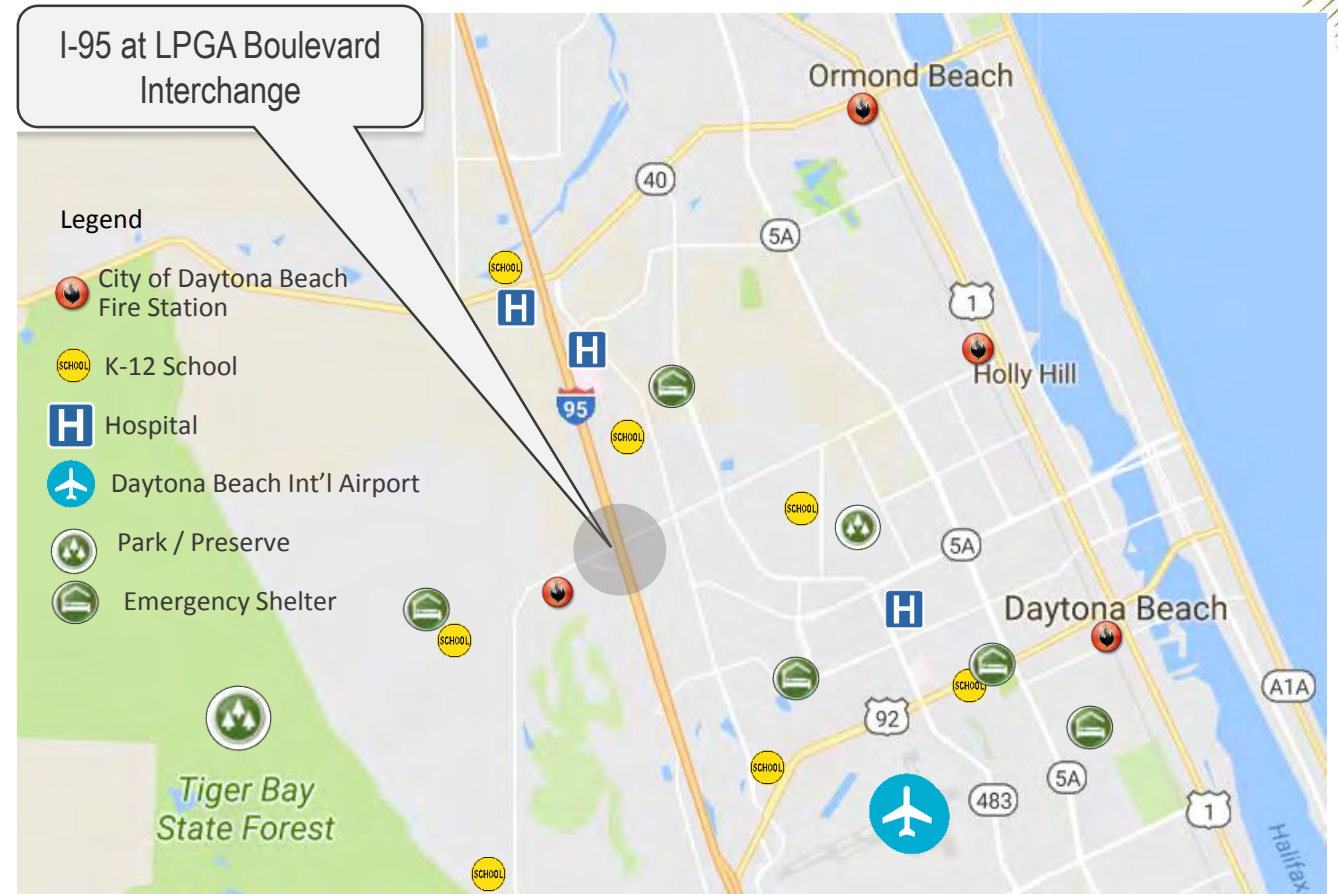 I-95 at LPGA Boulevard
Interchange
Legend
City of Daytona Beach
Fire Station
SCHOOL
K-12 School
H
Hospital
Daytona Beach Int'l Airport
Park / Preserve
Emergency Shelter
Ormond Beach
40
5A
SCHOOL
H
1
H
Holly Hill
95
SCHOOL
SCHOOL
5A
H
Daytona Beach
SCHOOL
SCHOOL
A1A
92
Tiger Bay
State Forest
SCHOOL
5A
483
1
Halifax
SCHOOL